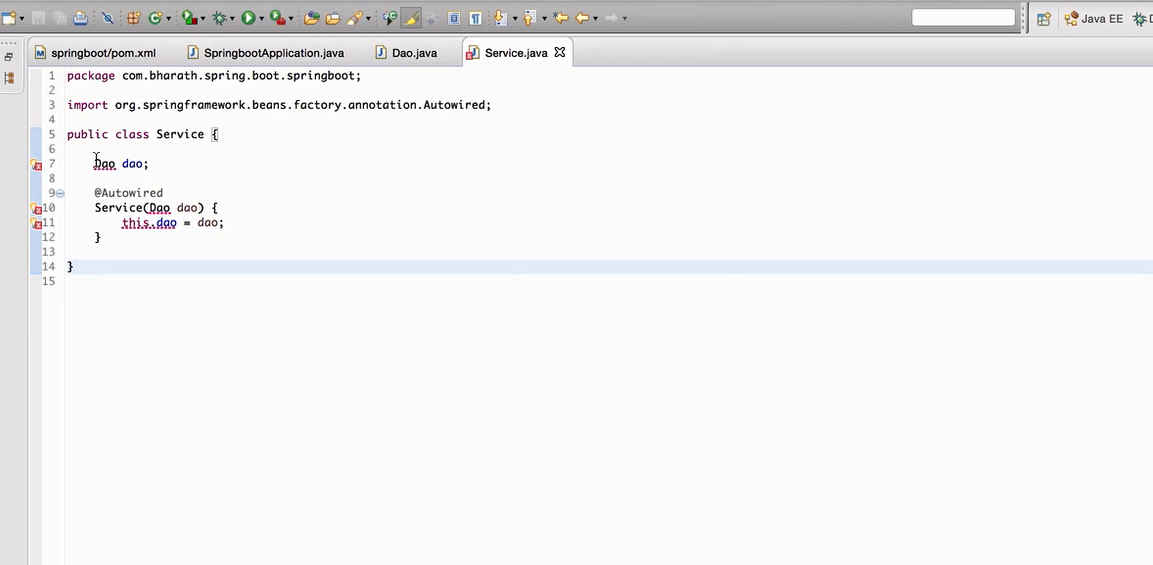 Java EE
springboot/pom.xml
SpringbootApplication.java
Dao.java
Service.java
1 package com.bharath.spring.boot.springboot;
2
3 import org.springframework.beans.factory.annotation.Autowired;
4
5 public class Service {
6
7 Dao dao;
8
9 @Autowired
10 Service(Dao dao) {
11 this.dao = dao;
12 }
13
14 }
15